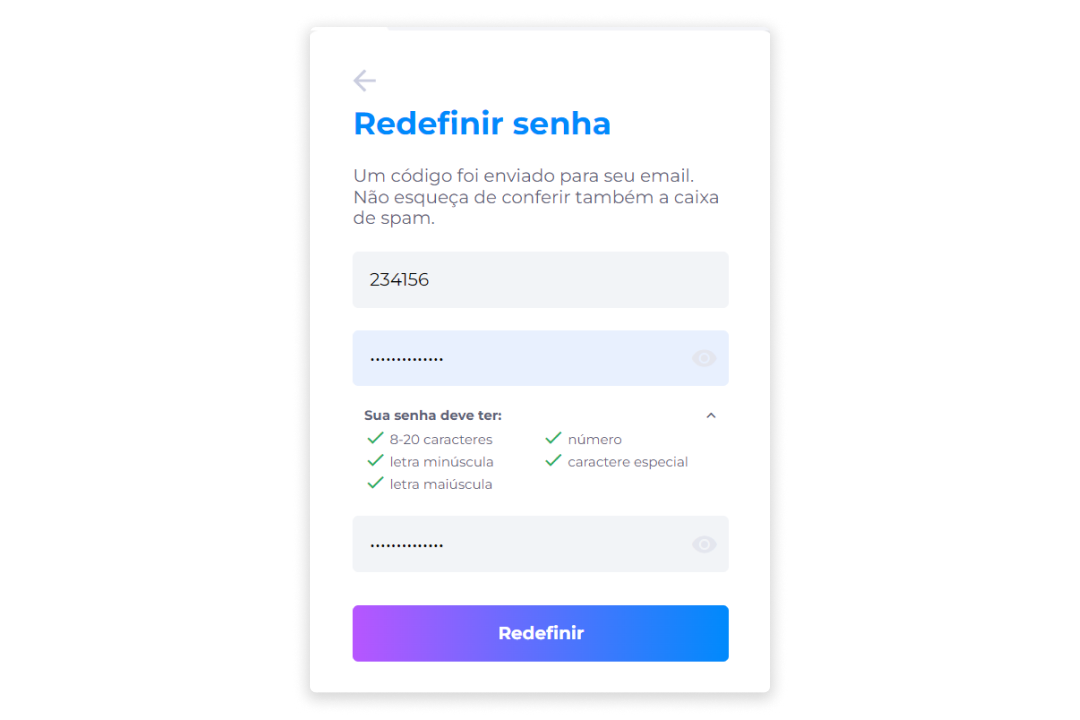 Redefinir senha
Um código foi enviado para seu email.
Não esqueça de conferir também a caixa
de spam.
234156
••••••••••••••
Sua senha deve ter:
8-20 caracteres
número
letra minúscula
caractere especial
letra maiúscula
••••••••••••••
Redefinir